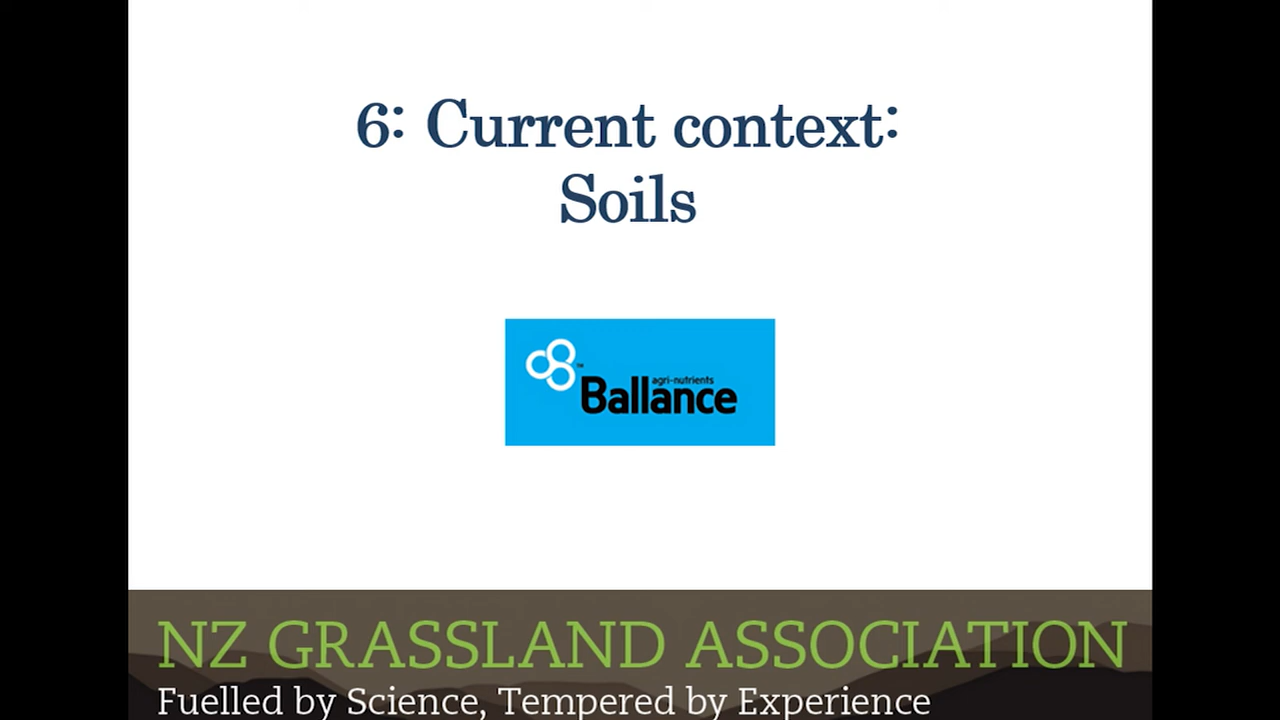 6: Current context:
Soils
agri-nutrients
Ballance
NZ GRASSLAND ASSOCIATION
Fuelled by Science, Tempered by Experience